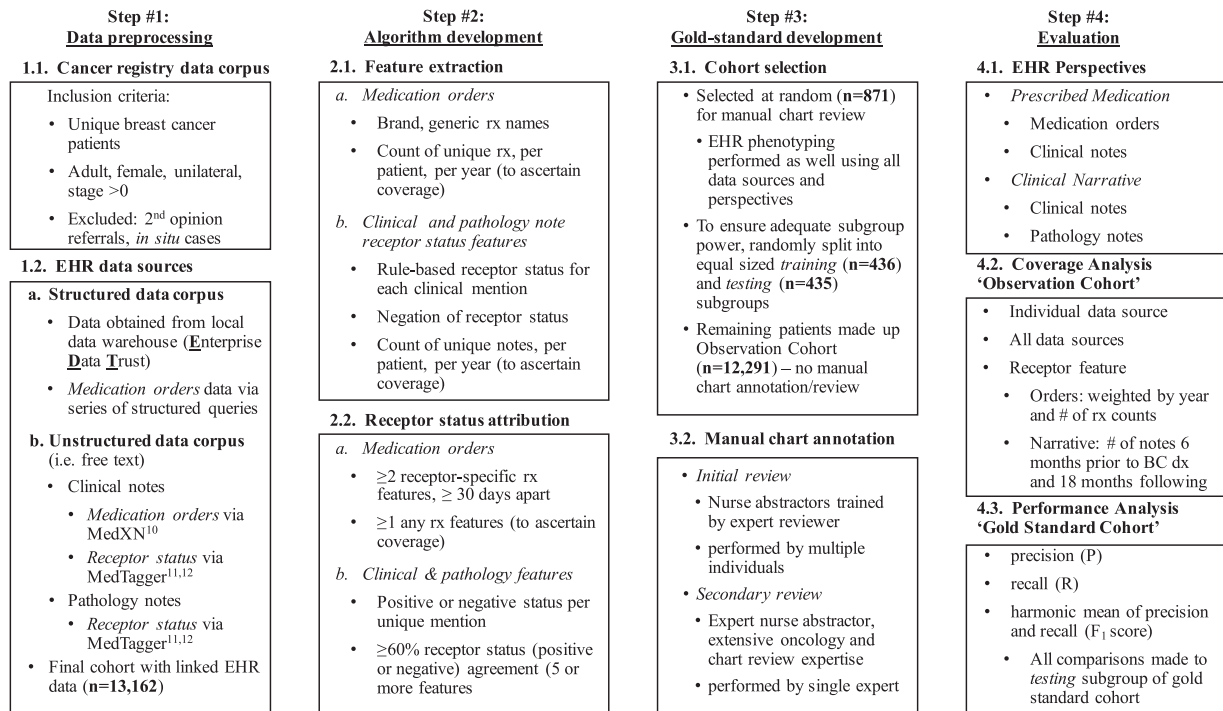 Step #1:
Data preprocessing
1.1. Cancer registry data corpus
Inclusion criteria:
• Unique breast cancer
patients
• Adult, female, unilateral,
stage >0
• Excluded: 2nd opinion
referrals, in situ cases
1.2. EHR data sources
a. Structured data corpus
• Data obtained from local
data warehouse (Enterprise
Data Trust)
• Medication orders data via
series of structured queries
b. Unstructured data corpus
(i.e. free text)
• Clinical notes
• Medication orders via
MedXN10
• Receptor status via
MedTagger11,12
• Pathology notes
• Receptor status via
MedTagger11,12
• Final cohort with linked EHR
data (n=13,162)
Step #2:
Algorithm development
2.1. Feature extraction
a. Medication orders
• Brand, generic rx names
• Count of unique rx, per
patient, per year (to ascertain
coverage)
b. Clinical and pathology note
receptor status features
• Rule-based receptor status for
each clinical mention
• Negation of receptor status
• Count of unique notes, per
patient, per year (to ascertain
coverage)
2.2. Receptor status attribution
a. Medication orders
• ≥2 receptor-specific rx
features, ≥ 30 days apart
• ≥1 any rx features (to ascertain
coverage)
b. Clinical & pathology features
• Positive or negative status per
unique mention
• ≥60% receptor status (positive
or negative) agreement (5 or
more features
Step #3:
Gold-standard development
3.1. Cohort selection
• Selected at random (n=871)
for manual chart review
• EHR phenotyping
performed as well using all
data sources and
perspectives
• To ensure adequate subgroup
power, randomly split into
equal sized training (n=436)
and testing (n=435)
subgroups
• Remaining patients made up
Observation Cohort
(n=12,291) – no manual
chart annotation/review
3.2. Manual chart annotation
• Initial review
• Nurse abstractors trained
by expert reviewer
• performed by multiple
individuals
• Secondary review
• Expert nurse abstractor,
extensive oncology and
chart review expertise
• performed by single expert
Step #4:
Evaluation
4.1. EHR Perspectives
• Prescribed Medication
• Medication orders
• Clinical notes
• Clinical Narrative
• Clinical notes
• Pathology notes
4.2. Coverage Analysis
‘Observation Cohort’
• Individual data source
• All data sources
• Receptor feature
• Orders: weighted by year
and # of rx counts
• Narrative: # of notes 6
months prior to BC dx
and 18 months following
4.3. Performance Analysis
‘Gold Standard Cohort’
• precision (P)
• recall (R)
• harmonic mean of precision
and recall (F1 score)
• All comparisons made to
testing subgroup of gold
standard cohort